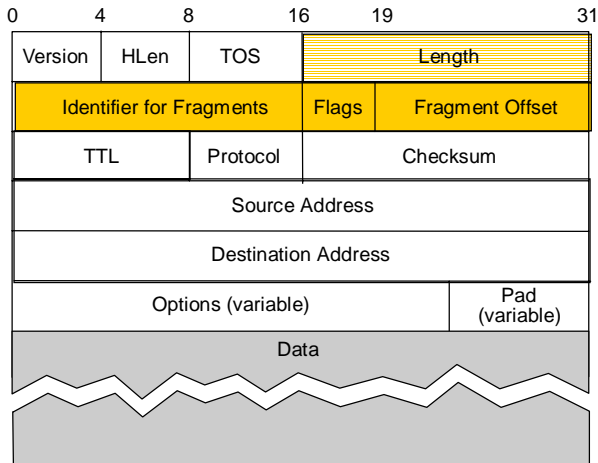 0 4 8 16 19 31
Version HLen TOS Length
Identifier for Fragments Flags Fragment Offset
TTL Protocol Checksum
Source Address
Destination Address
Options (variable) Pad
(variable)
Data